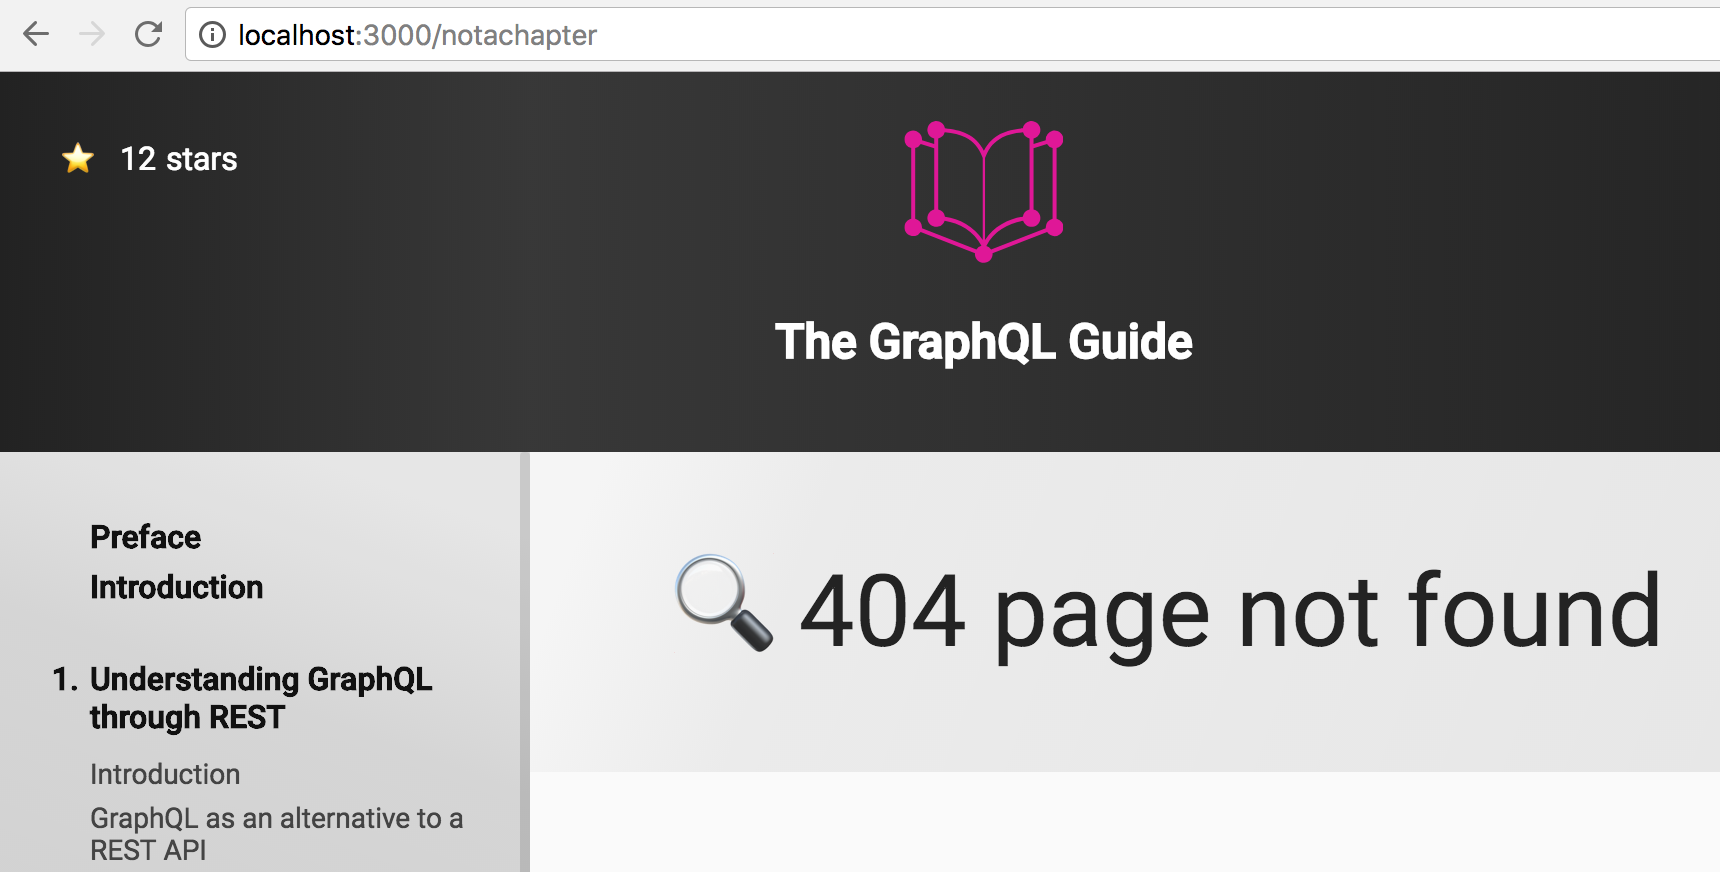 localhost:3000/notachapter
12 stars
The GraphQL Guide
Preface
Introduction
1. Understanding GraphQL
through REST
Introduction
GraphQL as an alternative to a
REST API
404 page not found